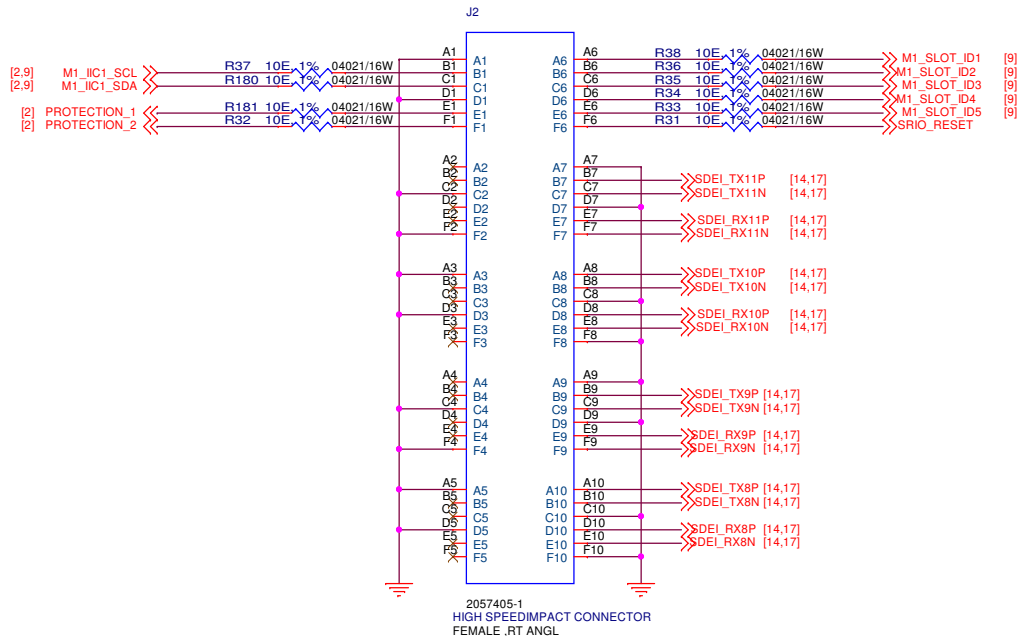 J2
A1 A1 A6 A6 R38 10E 1% 04021/16W M1_SLOT_ID1 [9]
[2,9] M1_IIC1_SCL R37 10E 1% 04021/16W B1 B1 B6 B6 R36 10E 1% 04021/16W M1_SLOT_ID2 [9]
[2,9] M1_IIC1_SDA R180 10E 1% 04021/16W C1 C1 C6 C6 R35 10E 1% 04021/16W M1_SLOT_ID3 [9]
D1 D1 D6 D6 R34 10E 1% 04021/16W M1_SLOT_ID4 [9]
[2] PROTECTION_1 R181 10E 1% 04021/16W E1 E1 E6 E6 R33 10E 1% 04021/16W M1_SLOT_ID5 [9]
[2] PROTECTION_2 R32 10E 1% 04021/16W F1 F1 F6 F6 R31 10E 1% 04021/16W SRIO_RESET
A2 A2 A7 A7
B2 B2 B7 B7 SDEI_TX11P [14,17]
C2 C2 C7 C7 SDEI_TX11N [14,17]
D2 D2 D7 D7
E2 E2 E7 E7 SDEI_RX11P [14,17]
F2 F2 F7 F7 SDEI_RX11N [14,17]
A3 A3 A8 A8 SDEI_TX10P [14,17]
B3 B3 B8 B8 SDEI_TX10N [14,17]
C3 C3 C8 C8
D3 D3 D8 D8 SDEI_RX10P [14,17]
E3 E3 E8 E8 SDEI_RX10N [14,17]
F3 F3 F8 F8
A4 A4 A9 A9
B4 B4 B9 B9 SDEI_TX9P [14,17]
C4 C4 C9 C9 SDEI_TX9N [14,17]
D4 D4 D9 D9
E4 E4 E9 E9 SDEI_RX9P [14,17]
F4 F4 F9 F9 SDEI_RX9N [14,17]
A5 A5 A10 A10 SDEI_TX8P [14,17]
B5 B5 B10 B10 SDEI_TX8N [14,17]
C5 C5 C10 C10
D5 D5 D10 D10 SDEI_RX8P [14,17]
E5 E5 E10 E10 SDEI_RX8N [14,17]
F5 F5 F10 F10
2057405-1
HIGH SPEEDIMPACT CONNECTOR
FEMALE ,RT ANGL